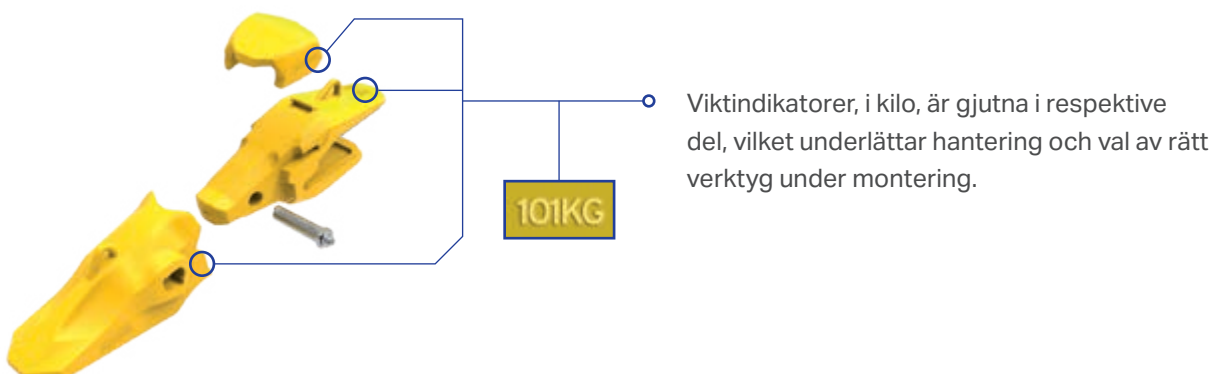 Viktindikatorer, i kilo, är gjutna i respektive
del, vilket underlättar hantering och val av rätt
verktyg under montering.
101KG